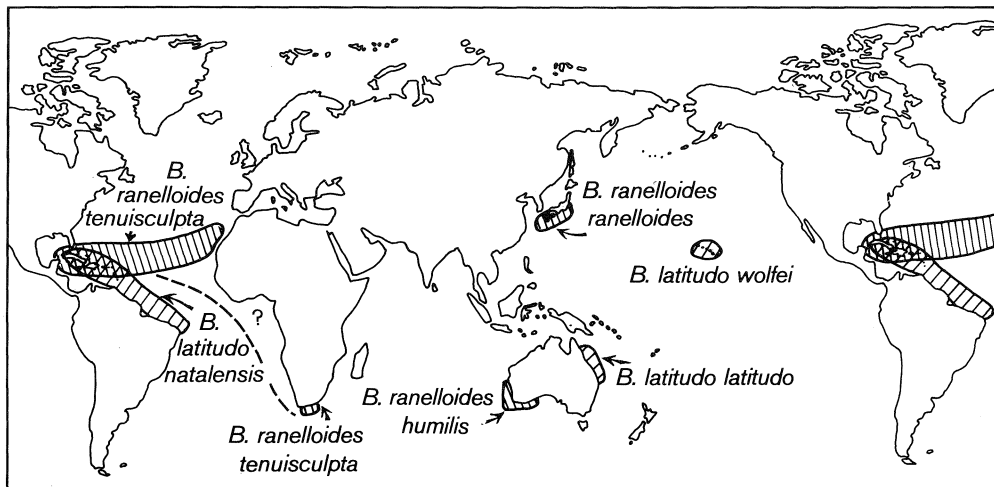 B.
ranelloides
tenuisculpta
B. ranelloides
ranelloides
B. latitudo wolfei
?
B.
latitudo
natalensis
B. latitudo latitudo
B. ranelloides
humilis
B. ranelloides
tenuisculpta